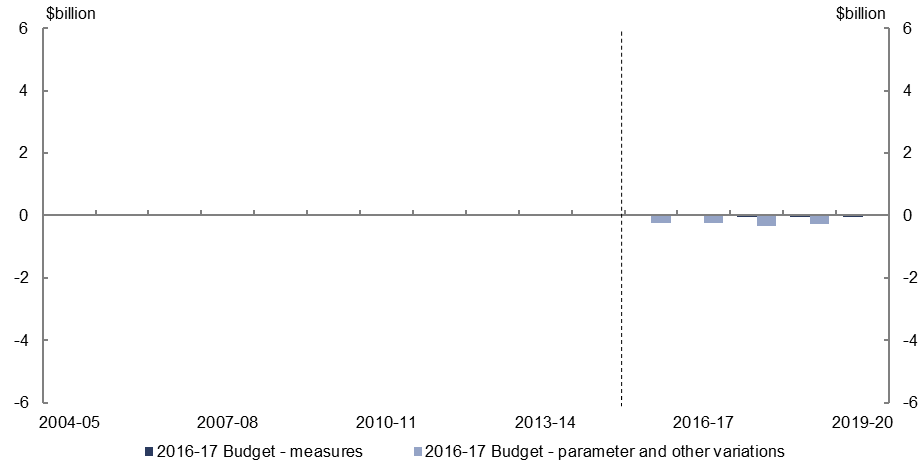 $billion $billion
6 6
4 4
2 2
0 0
-2 -2
-4 -4
-6 -6
2004-05 2007-08 2010-11 2013-14 2016-17 2019-20
2016-17 Budget - measures 2016-17 Budget - parameter and other variations